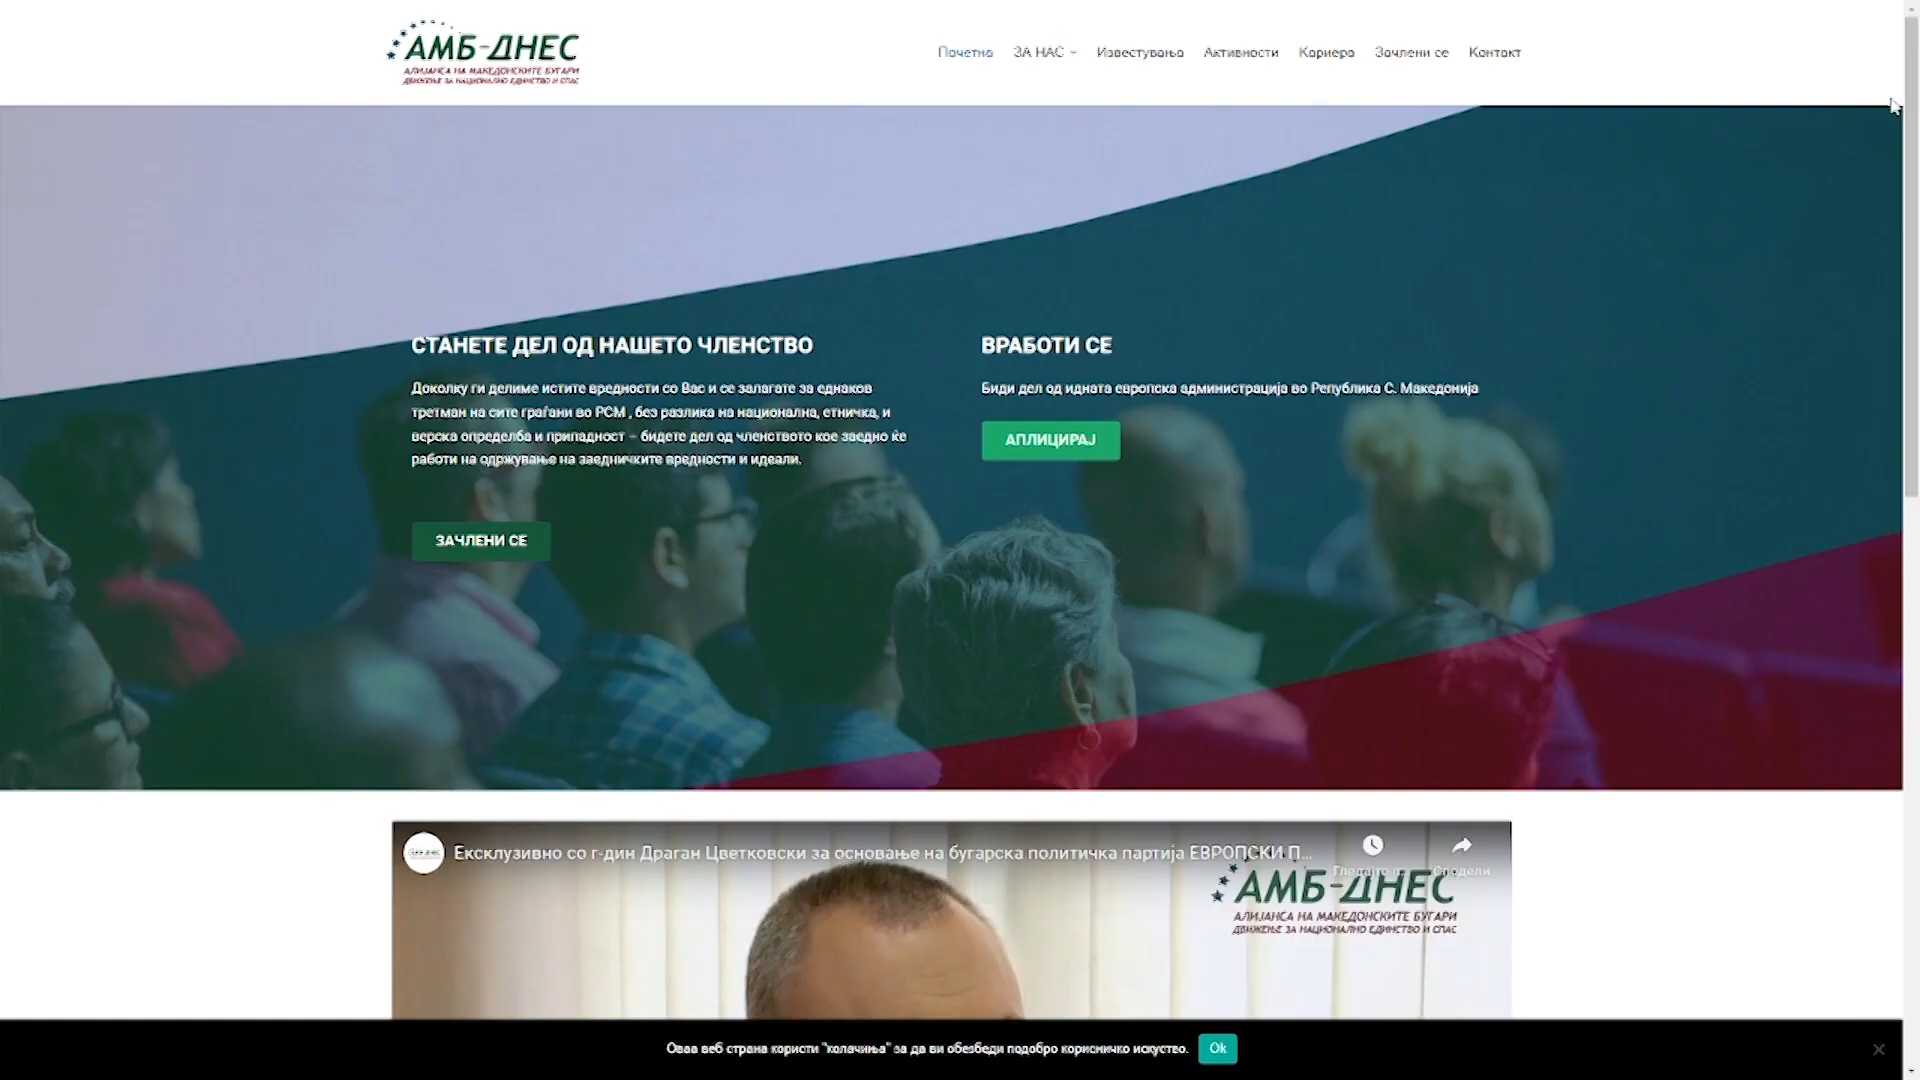 АМБ-ДНЕС
АЛИЈАНСА НА МАКЕДОНСКИТЕ БУГАРИ
ДВИЖЕЊЕ ЗА НАЦИОНАЛНО ЕДИНСТВО И СПАС
Почетна ЗА НАС Известувања Активности Кариера Зачлени се Контакт
СТАНЕТЕ ДЕЛ ОД НАШЕТО ЧЛЕНСТВО
Доколку ги делиме истите вредности со Вас и се залагате за еднаков
третман на сите граѓани во РСМ , без разлика на национална, етничка, и
верска определба и припадност – бидете дел од членството кое заедно ќе
работи на одржување на заедничките вредности и идеали.
ЗАЧЛЕНИ СЕ
ВРАБОТИ СЕ
Биди дел од идната европска администрација во Република С. Македонија
АПЛИЦИРАЈ
Ексклузивно со г-дин Драган Цветковски за основање на бугарска политичка партија ЕВРОПСКИ П...
Сподели
АМБ-ДНЕС
АЛИЈАНСА НА МАКЕДОНСКИТЕ БУГАРИ
ДВИЖЕЊЕ ЗА НАЦИОНАЛНО ЕДИНСТВО И СПАС
Оваа веб страна користи "колачиња" за да ви обезбеди подобро корисничко искуство. Ok